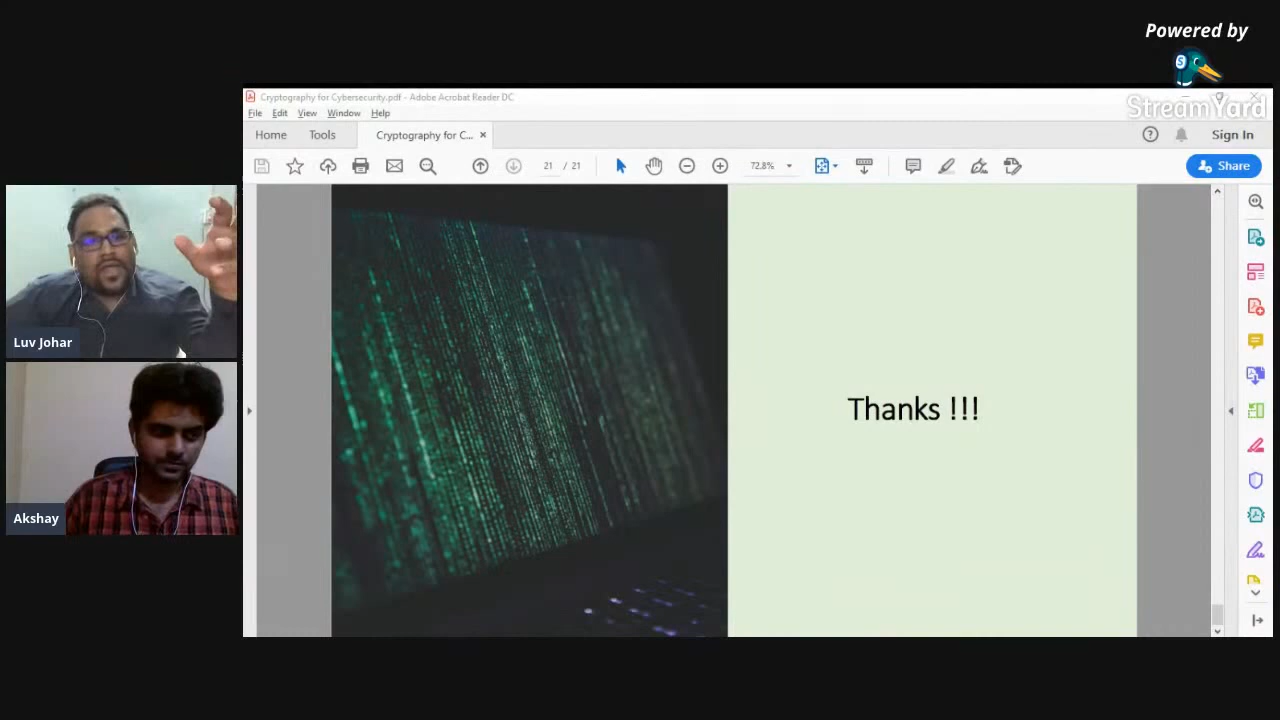 Powered by
StreamYard
Cryptography for Cybersecurity.pdf - Adobe Acrobat Reader DC
File Edit View Window Help
Home Tools Cryptography for C... ×
Sign In
21 / 21
72.8%
Share
Luv Johar
Akshay
Thanks !!!